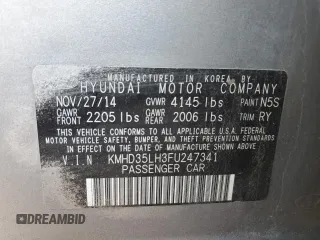 MANUFACTURED IN KOREA BY
HYUNDAI MOTOR COMPANY
NOV/27/14 GVWR 4145 lbs PAINT N5S
GAWR FRONT 2205 lbs GAWR REAR 2006 lbs TRIM RY
THIS VEHICLE CONFORMS TO ALL APPLICABLE U.S. FEDERAL
MOTOR VEHICLE SAFETY, BUMPER, AND THEFT PREVENTION
STANDARDS IN EFFECT ON THE DATE OF MANUFACTURE SHOWN ABOVE.
V.I.N KMHD35LH3FU247341
PASSENGER CAR